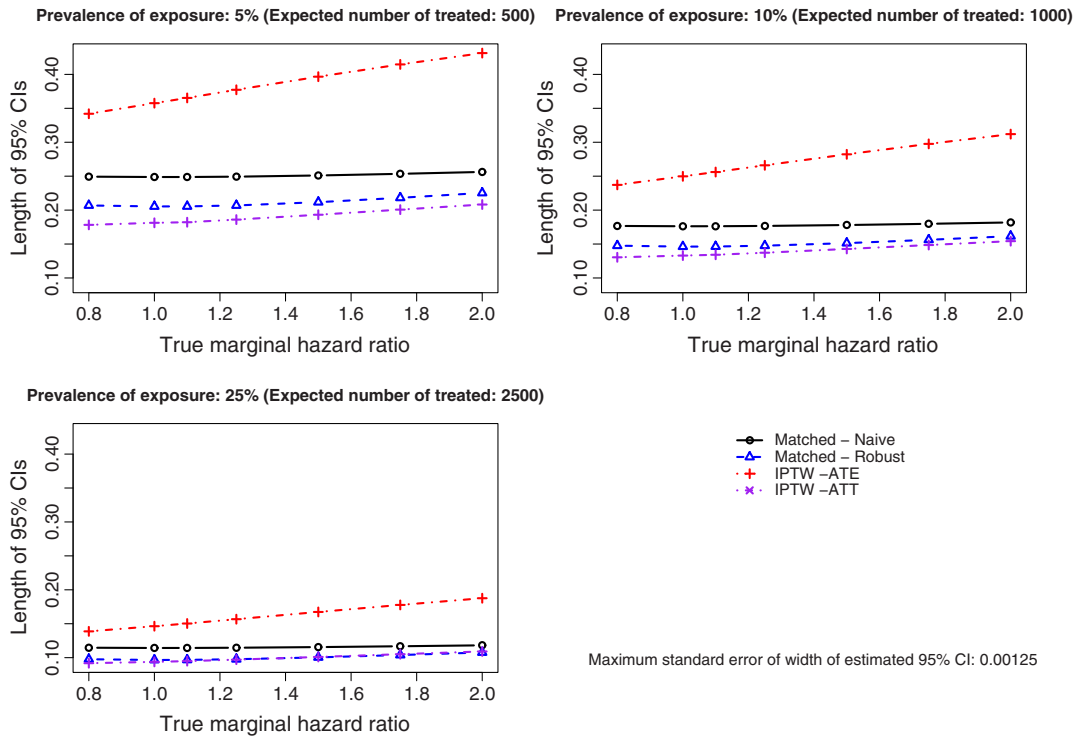 Prevalence of exposure: 5% (Expected number of treated: 500)
0.40
0.30
0.20
0.10
Length of 95% CIs
0.8 1.0 1.2 1.4 1.6 1.8 2.0
True marginal hazard ratio
Prevalence of exposure: 10% (Expected number of treated: 1000)
0.40
0.30
0.20
0.10
Length of 95% CIs
0.8 1.0 1.2 1.4 1.6 1.8 2.0
True marginal hazard ratio
Prevalence of exposure: 25% (Expected number of treated: 2500)
0.40
0.30
0.20
0.10
Length of 95% CIs
0.8 1.0 1.2 1.4 1.6 1.8 2.0
True marginal hazard ratio
Matched − Naive
Matched − Robust
IPTW −ATE
IPTW −ATT
Maximum standard error of width of estimated 95% CI: 0.00125